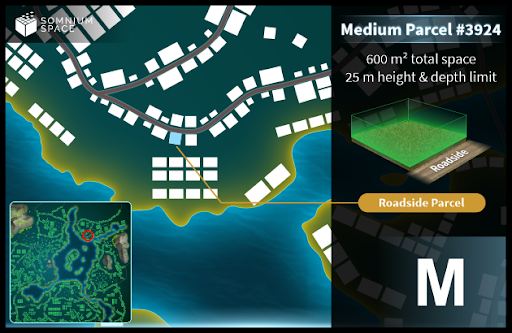 SOMNIUM
SPACE
Medium Parcel #3924
600 m² total space
25 m height & depth limit
Roadside
Roadside Parcel
M